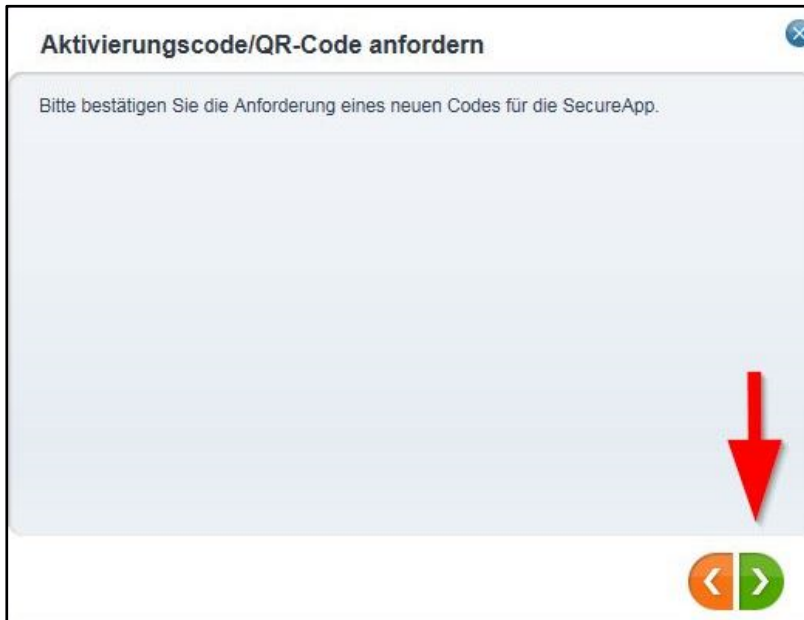 Aktivierungscode/QR-Code anfordern
Bitte bestätigen Sie die Anforderung eines neuen Codes für die SecureApp.